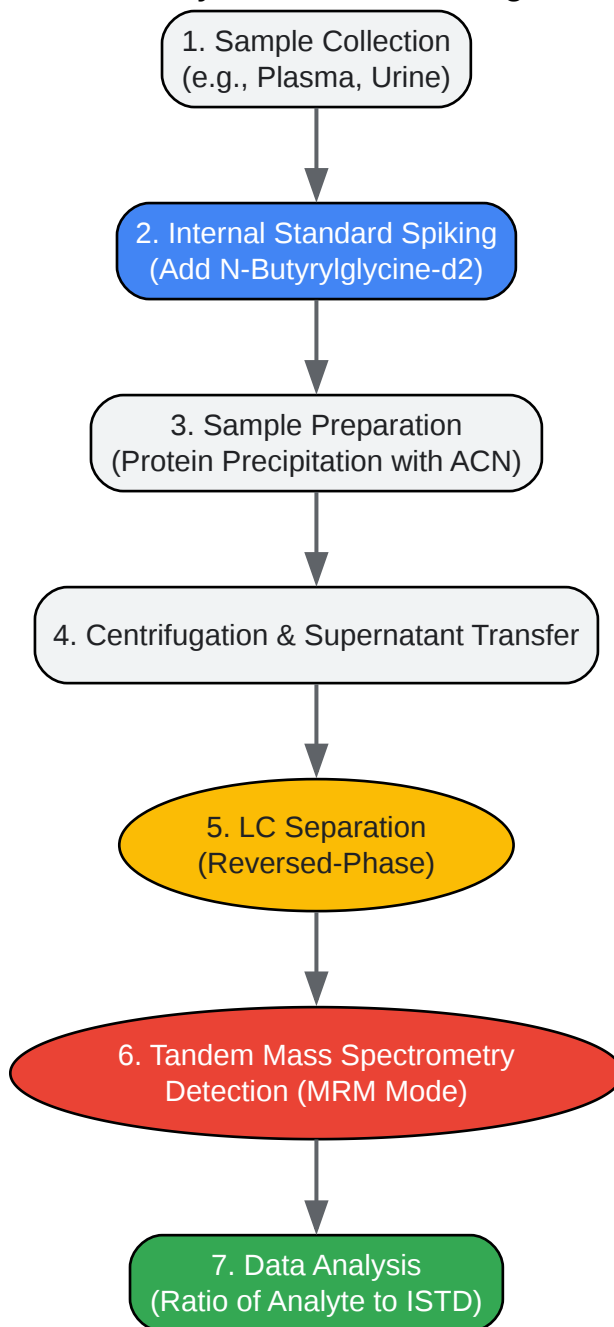 1. Sample Collection
(e.g., Plasma, Urine)
2. Internal Standard Spiking
(Add N-Butyrylglycine-d2)
3. Sample Preparation
(Protein Precipitation with ACN)
4. Centrifugation & Supernatant Transfer
5. LC Separation
(Reversed-Phase)
6. Tandem Mass Spectrometry
Detection (MRM Mode)
7. Data Analysis
(Ratio of Analyte to ISTD)